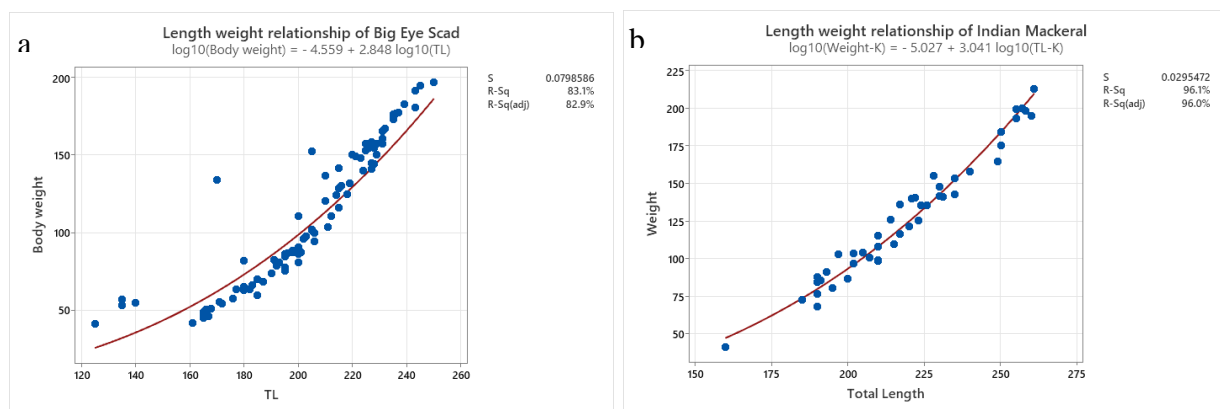 a
Length weight relationship of Big Eye Scad
log10(Body weight) = - 4.559 + 2.848 log10(TL)
S 0.0798586
R-Sq 83.1%
R-Sq(adj) 82.9%
200
150
100
50
Body weight
120 140 160 180 200 220 240 260
TL
b
Length weight relationship of Indian Mackeral
log10(Weight-K) = - 5.027 + 3.041 log10(TL-K)
S 0.0295472
R-Sq 96.1%
R-Sq(adj) 96.0%
225
200
175
150
125
100
75
50
Weight
150 175 200 225 250 275
Total Length